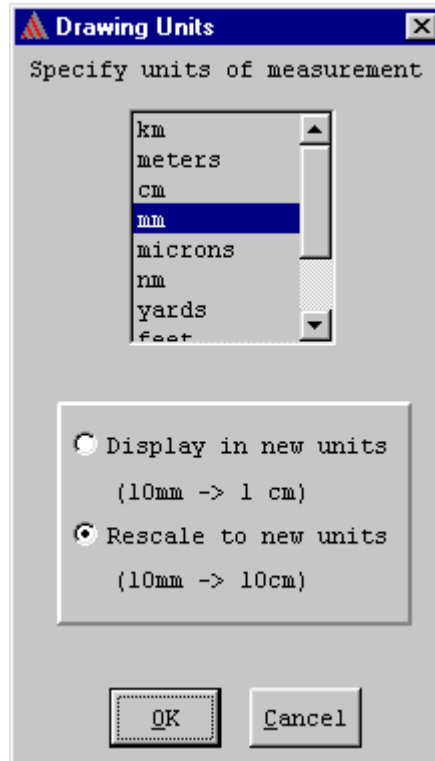 Drawing Units
Specify units of measurement
km
meters
cm
mm
microns
nm
yards
feet
Display in new units
(10mm -> 1 cm)
Rescale to new units
(10mm -> 10cm)
OK
Cancel